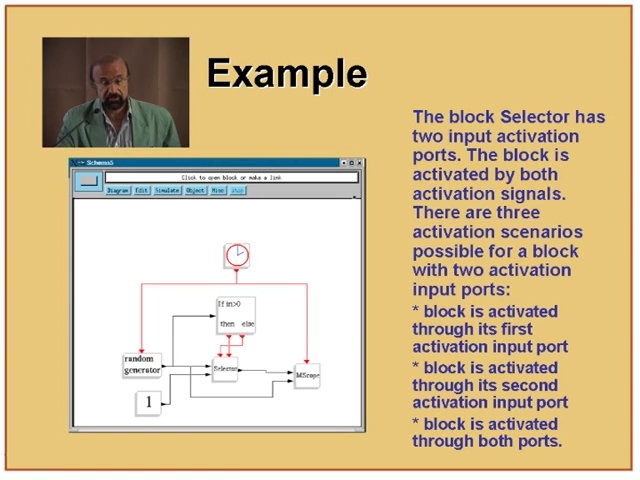 Example
The block Selector has
two input activation
ports. The block is
activated by both
activation signals.
There are three
activation scenarios
possible for a block
with two activation
input ports:
* block is activated
through its first
activation input port
* block is activated
through its second
activation input port
* block is activated
through both ports.
Schema5
Click to open block or make a link
Diagram Edit Simulate Object Misc
If in>0
then else
random
generator
Selector
MScope
1